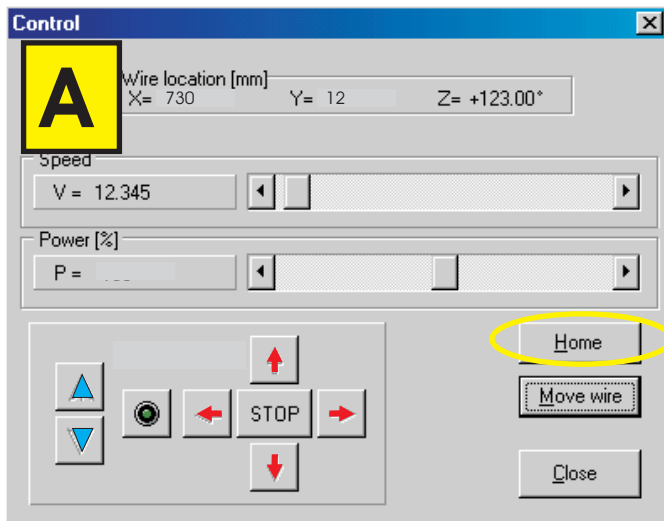 Control
A
Wire location [mm]
X= 730 Y= 12 Z= +123.00°
Speed
V = 12.345
Power [%]
P =
Home
STOP
Move wire
Close